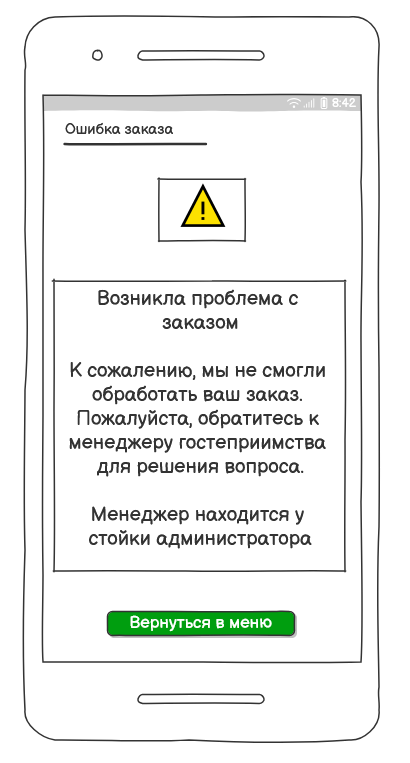 8:42
Ошибка заказа
!
Возникла проблема с
заказом
К сожалению, мы не смогли
обработать ваш заказ.
Пожалуйста, обратитесь к
менеджеру гостеприимства
для решения вопроса.
Менеджер находится у
стойки администратора
Вернуться в меню